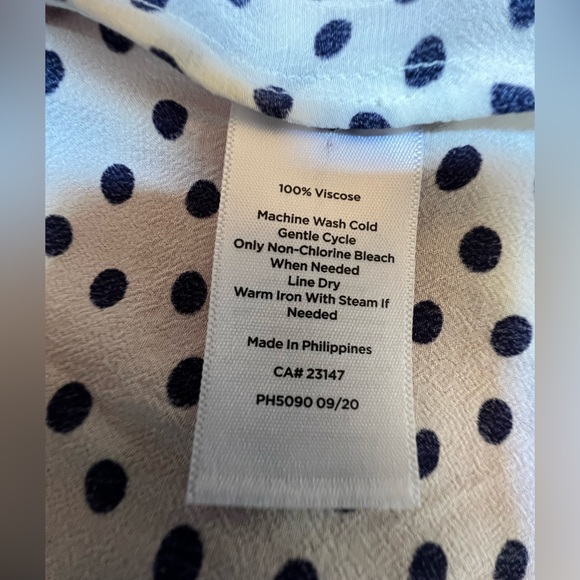 100% Viscose
Machine Wash Cold
Gentle Cycle
Only Non-Chlorine Bleach
When Needed
Line Dry
Warm Iron With Steam If
Needed
Made In Philippines
CA# 23147
PH5090 09/20